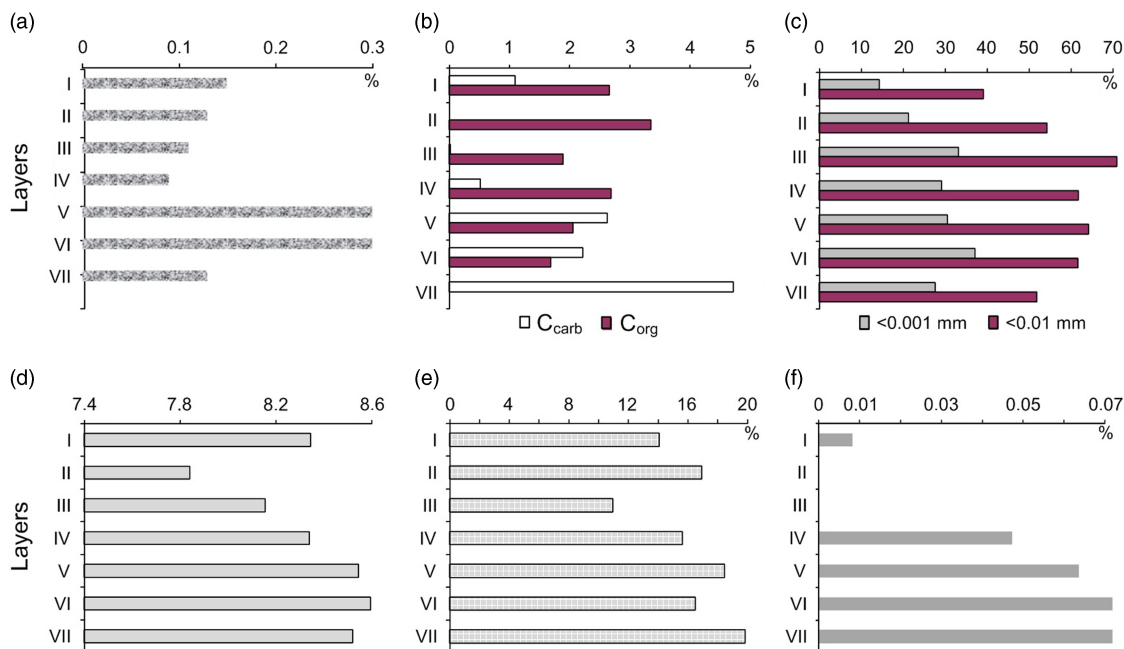 (a)
0 0.1 0.2 0.3
%
Layers
I
II
III
IV
V
VI
VII
(b)
0 1 2 3 4 5
%
I
II
III
IV
V
VI
VII
Ccarb Corg
(c)
0 10 20 30 40 50 60 70
%
I
II
III
IV
V
VI
VII
<0.001 mm <0.01 mm
(d)
7.4 7.8 8.2 8.6
Layers
I
II
III
IV
V
VI
VII
(e)
0 4 8 12 16 20
%
I
II
III
IV
V
VI
VII
(f)
0 0.01 0.03 0.05 0.07
%
I
II
III
IV
V
VI
VII